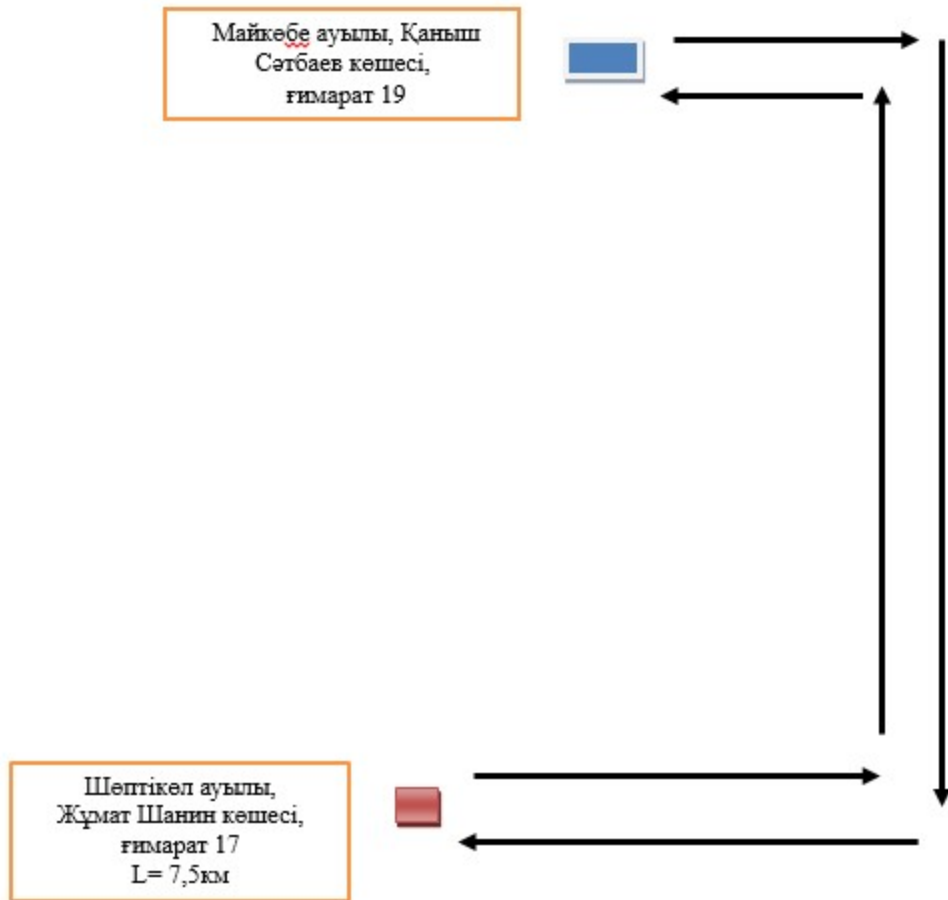 Майкөбе ауылы, Қаныш
Сәтбаев көшесі,
ғимарат 19
Шөптікөл ауылы,
Жұмат Шанин көшесі,
ғимарат 17
L= 7,5км